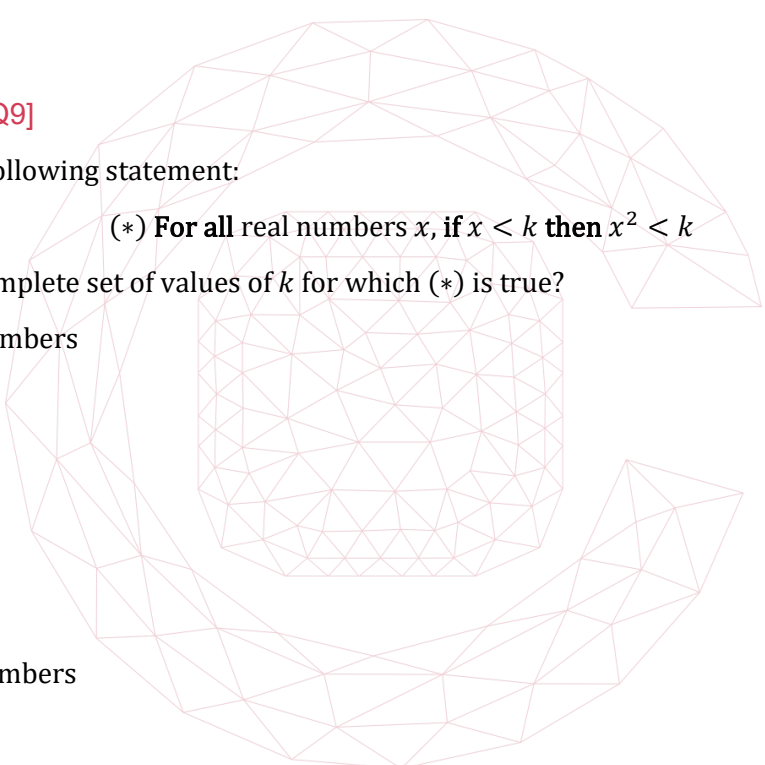 Q9]
ollowing statement:
(∗) For all real numbers x, if x < k then x² < k
mplete set of values of k for which (∗) is true?
mbers
mbers